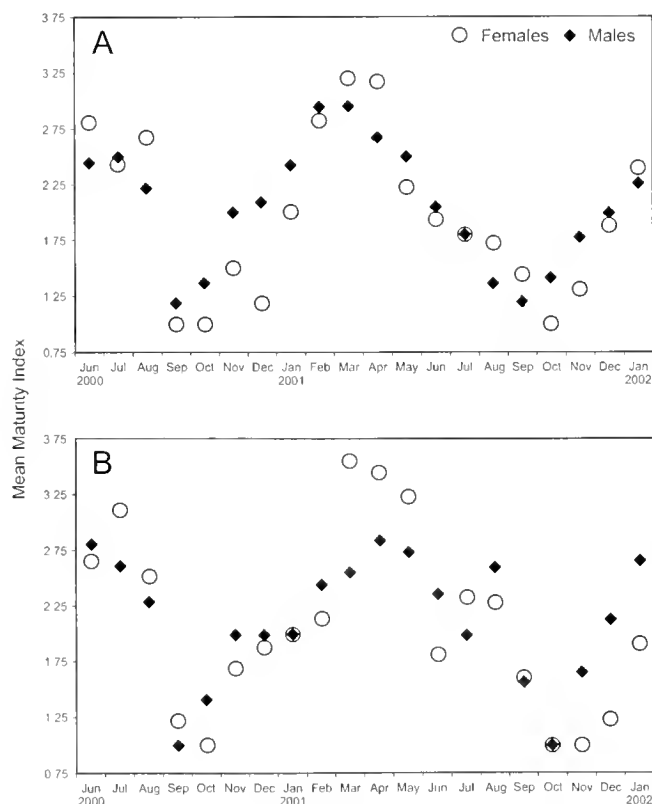 A
Females
Males
3.75
3.25
2.75
2.25
1.75
1.25
0.75
Jun Jul Aug Sep Oct Nov Dec Jan Feb Mar Apr May Jun Jul Aug Sep Oct Nov Dec Jan
2000 2001 2002
Mean Maturity Index
B
3.75
3.25
2.75
2.25
1.75
1.25
0.75
Jun Jul Aug Sep Oct Nov Dec Jan Feb Mar Apr May Jun Jul Aug Sep Oct Nov Dec Jan
2000 2001 2002